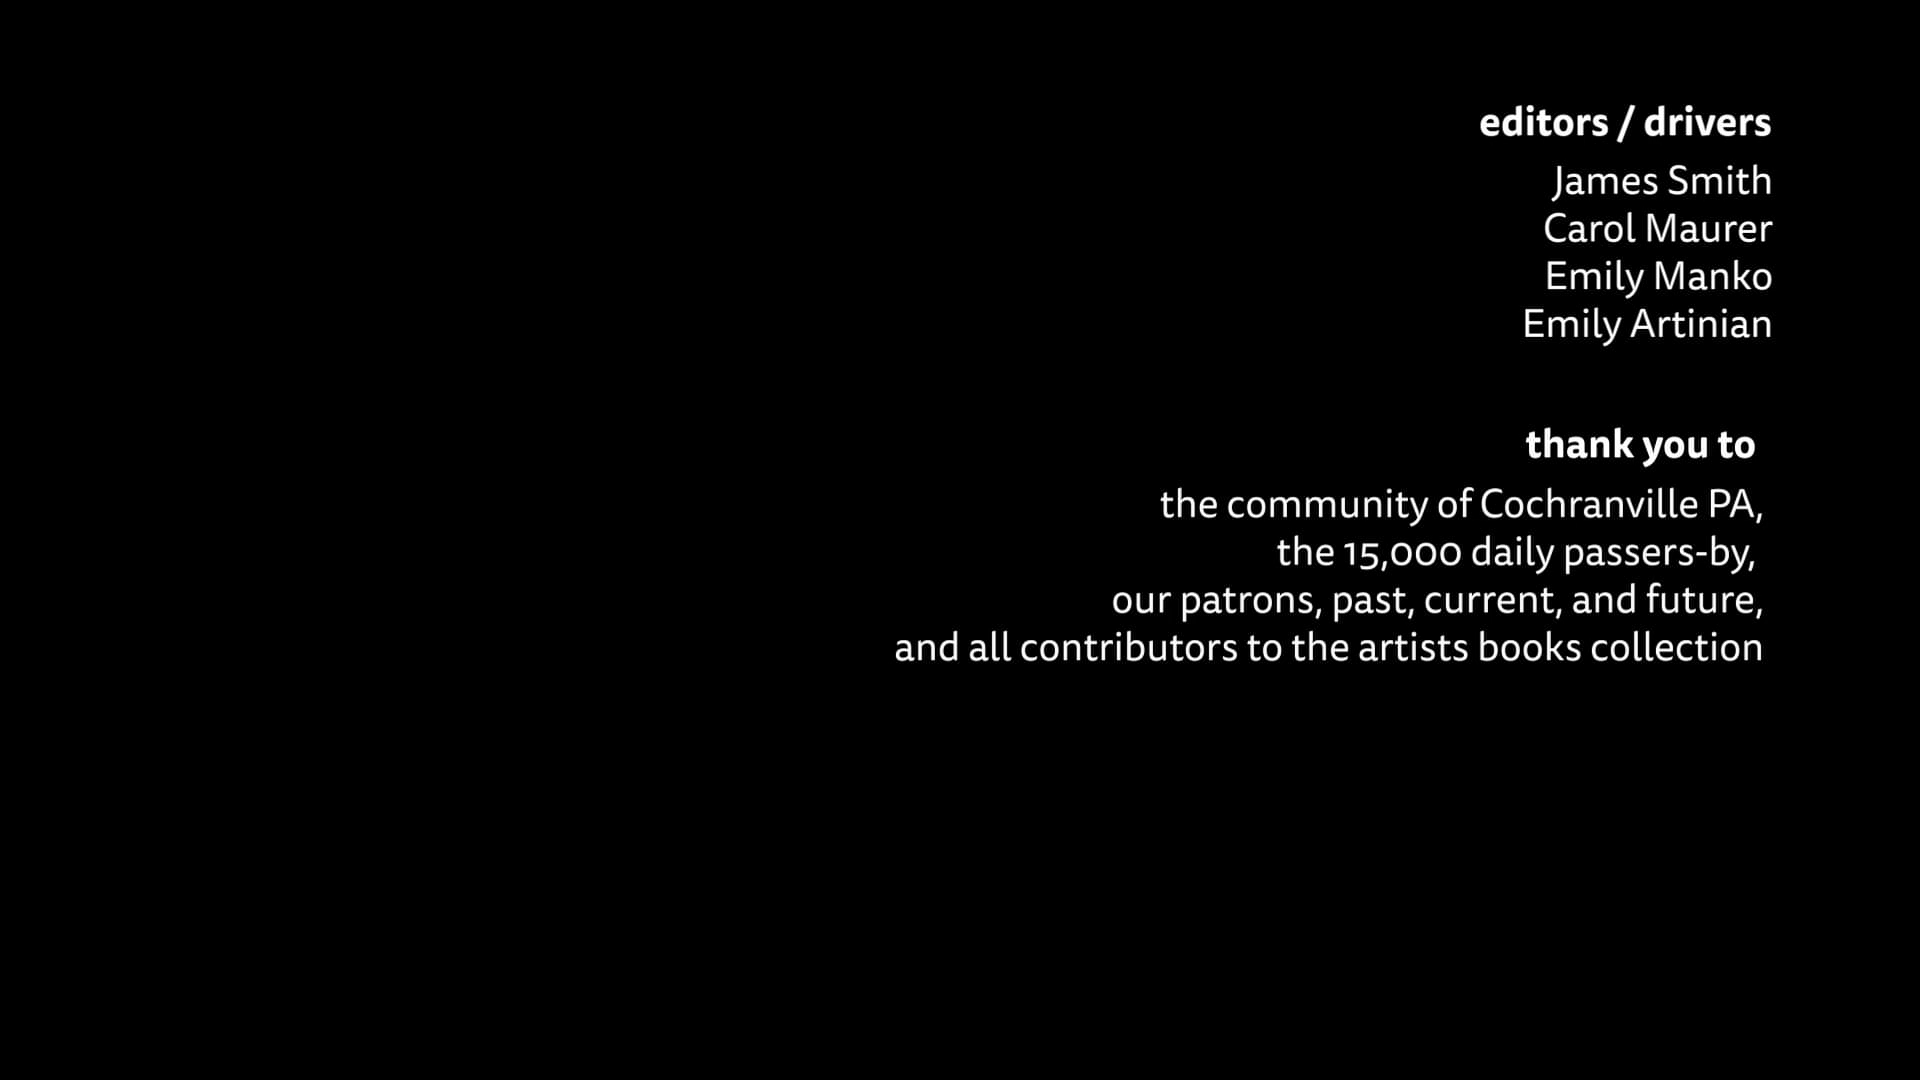 editors / drivers
James Smith
Carol Maurer
Emily Manko
Emily Artinian
thank you to
the community of Cochranville PA,
the 15,000 daily passers-by,
our patrons, past, current, and future,
and all contributors to the artists books collection